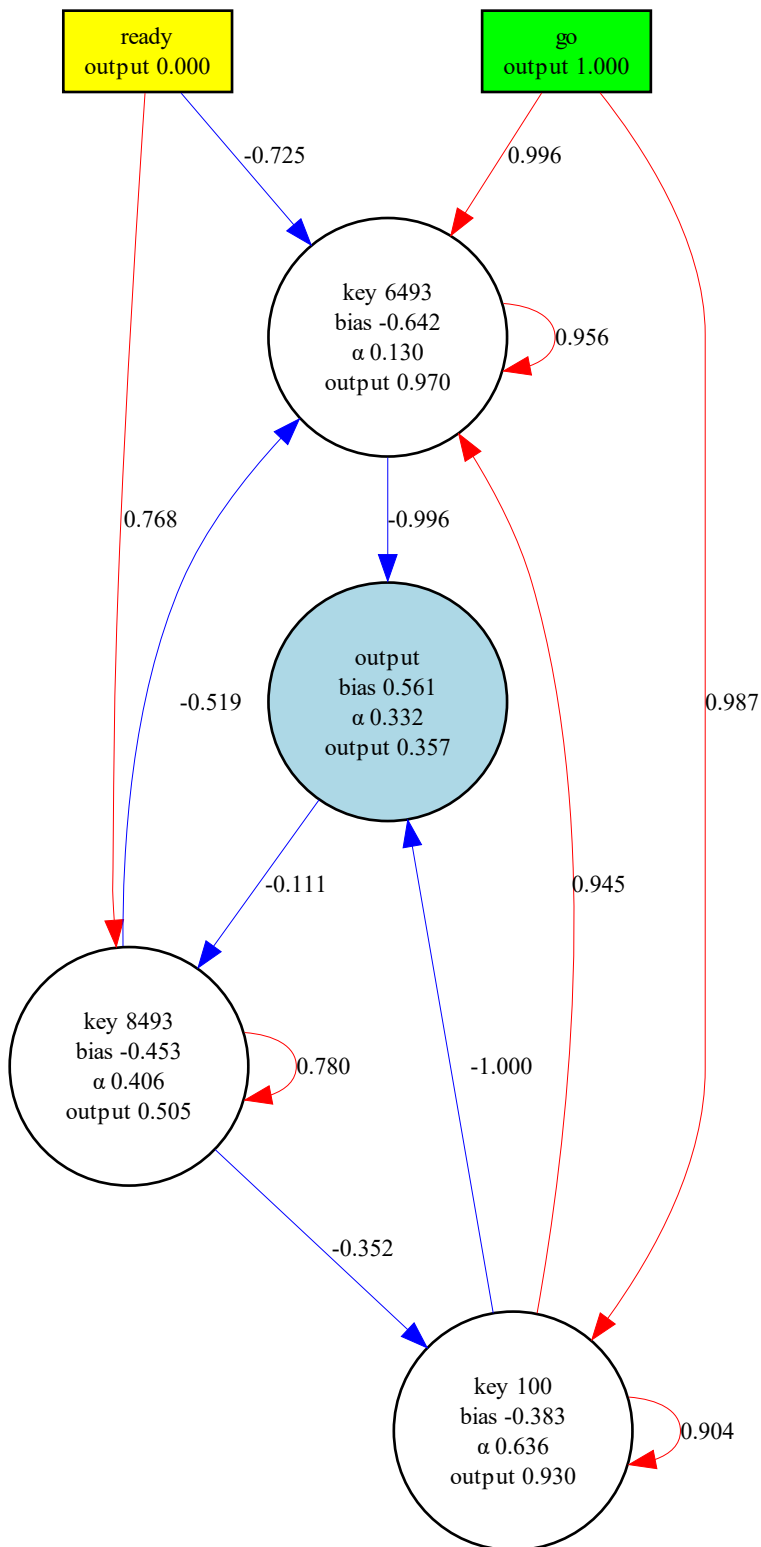 ready
output 0.000
go
output 1.000
-0.725
0.996
key 6493
bias -0.642
α 0.130
output 0.970
0.956
0.768
-0.996
-0.519
output
bias 0.561
α 0.332
output 0.357
0.987
-0.111
0.945
key 8493
bias -0.453
α 0.406
output 0.505
0.780
-1.000
-0.352
key 100
bias -0.383
α 0.636
output 0.930
0.904